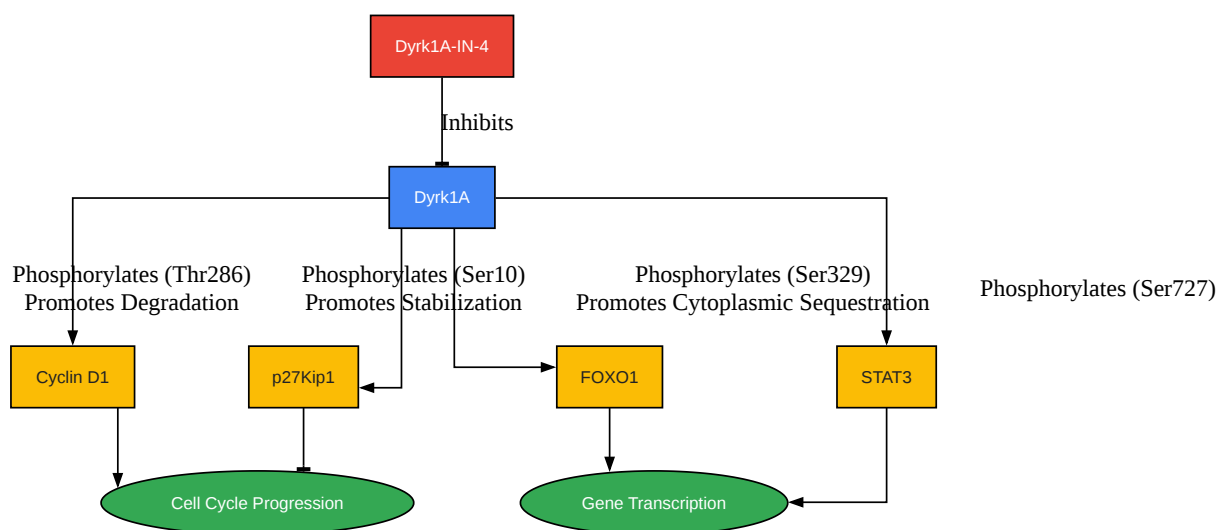 Dyrk1A-IN-4
Inhibits
Dyrk1A
Phosphorylates (Thr286)
Promotes Degradation
Phosphorylates (Ser10)
Promotes Stabilization
Phosphorylates (Ser329)
Promotes Cytoplasmic Sequestration
Phosphorylates (Ser727)
Cyclin D1
p27Kip1
FOXO1
STAT3
Cell Cycle Progression
Gene Transcription